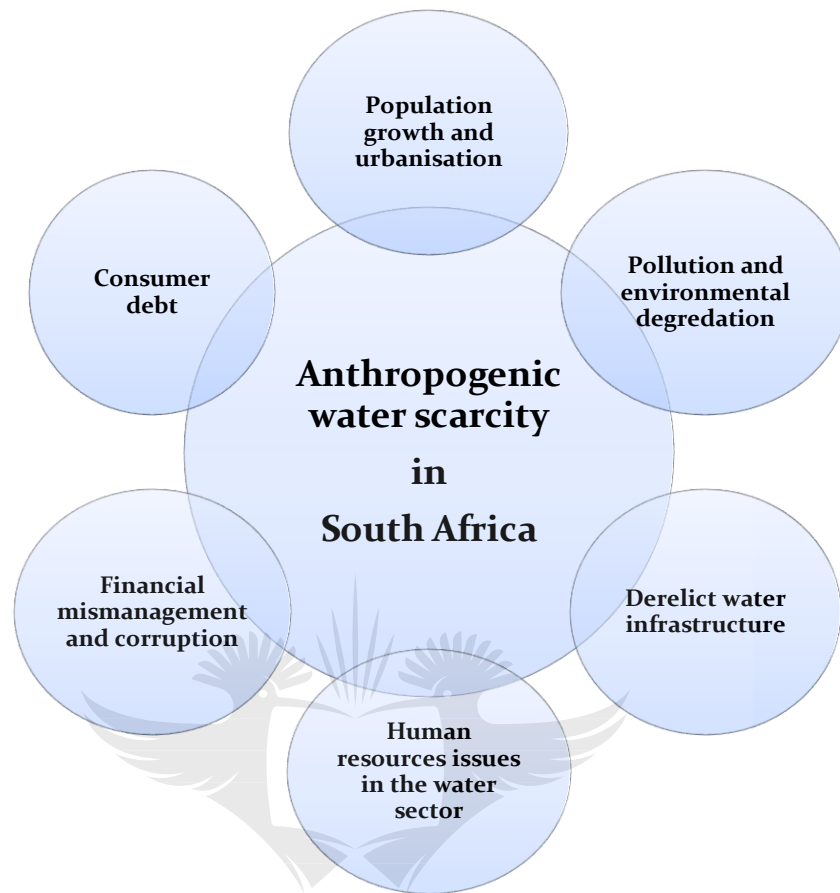 Population
growth and
urbanisation
Pollution and
environmental
degredation
Derelict water
infrastructure
Human
resources issues
in the water
sector
Financial
mismanagement
and corruption
Consumer
debt
Anthropogenic
water scarcity
in
South Africa